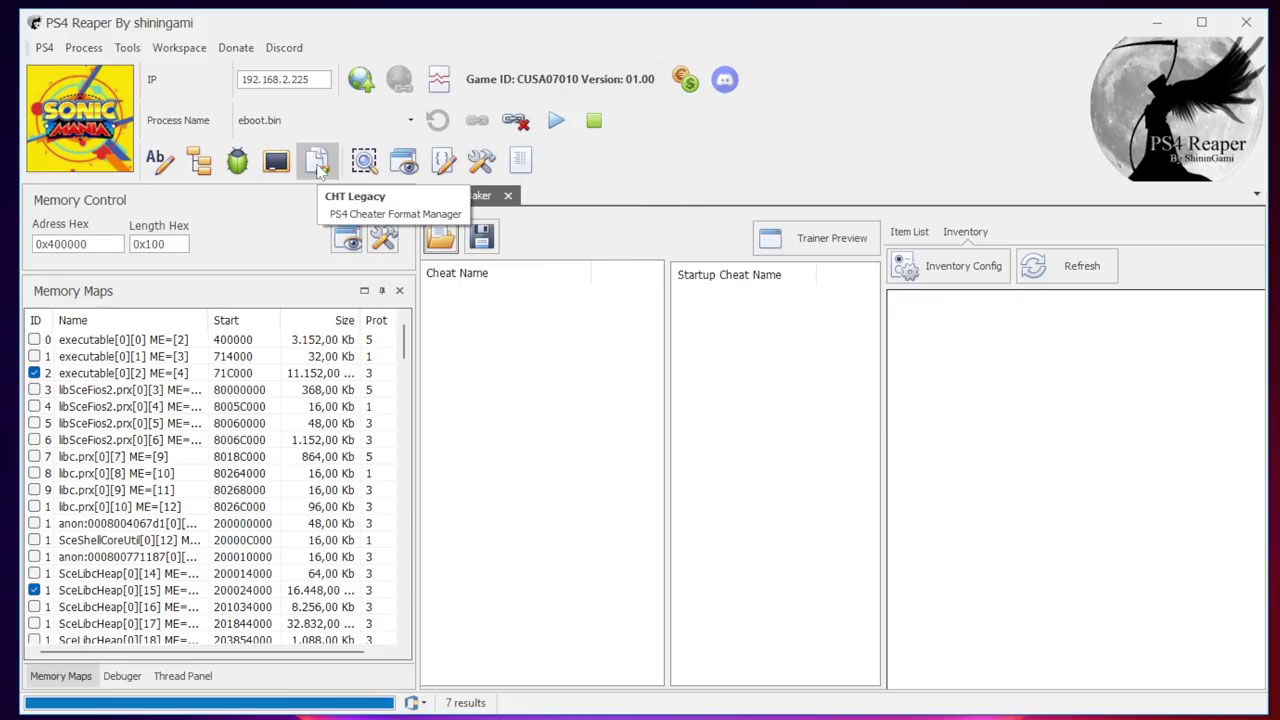 PS4 Reaper By shiningami
PS4 Process Tools Workspace Donate Discord
SONIC
MANIA
IP 192.168.2.225 Game ID: CUSA07010 Version: 01.00
Process Name eboot.bin
PS4 Reaper
BY SHININGAMI
Ab
Memory Control
CHT Legacy
PS4 Cheater Format Manager
aker
Adress Hex Length Hex
0x400000 0x100
Trainer Preview
Item List Inventory
Inventory Config Refresh
Cheat Name
Startup Cheat Name
Memory Maps
ID Name Start Size Prot
0 executable[0][0] ME=[2] 400000 3.152,00 Kb 5
1 executable[0][1] ME=[3] 714000 32,00 Kb 1
2 executable[0][2] ME=[4] 71C000 11.152,00 ... 3
3 libSceFios2.prx[0][3] ME=... 80000000 368,00 Kb 5
4 libSceFios2.prx[0][4] ME=... 8005C000 16,00 Kb 1
5 libSceFios2.prx[0][5] ME=... 80060000 48,00 Kb 3
6 libSceFios2.prx[0][6] ME=... 8006C000 1.152,00 Kb 3
7 libc.prx[0][7] ME=[9] 8018C000 864,00 Kb 5
8 libc.prx[0][8] ME=[10] 80264000 16,00 Kb 1
9 libc.prx[0][9] ME=[11] 80268000 16,00 Kb 3
1 libc.prx[0][10] ME=[12] 8026C000 96,00 Kb 3
1 anon:0008004067d1[0][... 200000000 48,00 Kb 3
1 SceShellCoreUtil[0][12] M... 20000C000 16,00 Kb 1
1 anon:000800771187[0][... 200010000 16,00 Kb 3
1 SceLibcHeap[0][14] ME=... 200014000 64,00 Kb 3
1 SceLibcHeap[0][15] ME=... 200024000 16.448,00 ... 3
1 SceLibcHeap[0][16] ME=... 201034000 8.256,00 Kb 3
1 SceLibcHeap[0][17] ME=... 201844000 32.832,00 ... 3
1 SceLibcHeap[0][18] ME=... 203854000 1.088,00 Kb 3
Memory Maps Debuger Thread Panel
7 results